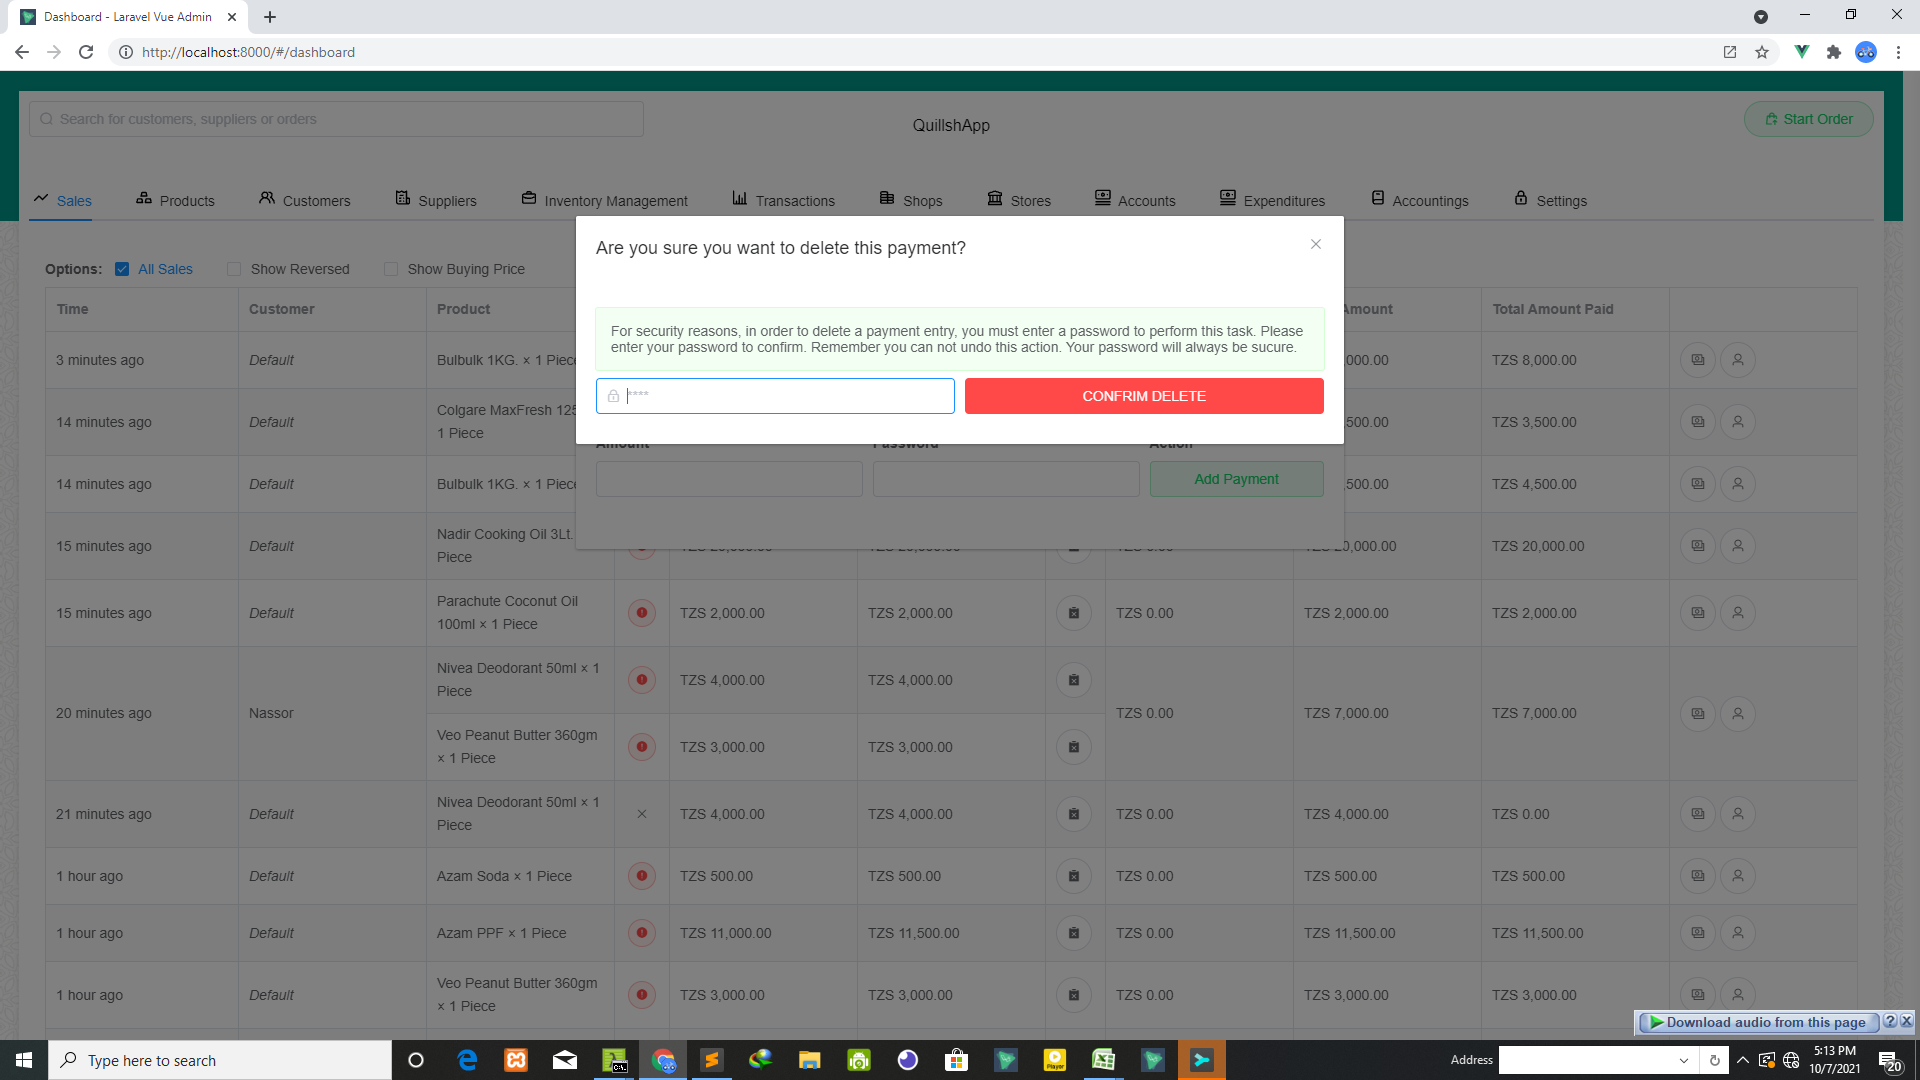 Dashboard - Laravel Vue Admin
http://localhost:8000/#/dashboard
Search for customers, suppliers or orders
QuillshApp
Start Order
Sales Products Customers Suppliers Inventory Management Transactions Shops Stores Accounts Expenditures Accountings Settings
Are you sure you want to delete this payment?
Options: All Sales Show Reversed Show Buying Price
Time Customer Product Amount Total Amount Paid
For security reasons, in order to delete a payment entry, you must enter a password to perform this task. Please
enter your password to confirm. Remember you can not undo this action. Your password will always be sucure.
3 minutes ago Default Bulbulk 1KG. × 1 Piece 000.00 TZS 8,000.00
**** CONFRIM DELETE
14 minutes ago Default Colgare MaxFresh 125
1 Piece 500.00 TZS 3,500.00
Amount Password Action
14 minutes ago Default Bulbulk 1KG. × 1 Piece Add Payment 500.00 TZS 4,500.00
15 minutes ago Default Nadir Cooking Oil 3Lt.
Piece TZS 20,000.00 TZS 20,000.00 TZS 0.00 TZS 20,000.00 TZS 20,000.00
15 minutes ago Default Parachute Coconut Oil
100ml × 1 Piece TZS 2,000.00 TZS 2,000.00 TZS 0.00 TZS 2,000.00 TZS 2,000.00
20 minutes ago Nassor Nivea Deodorant 50ml × 1
Piece TZS 4,000.00 TZS 4,000.00 TZS 0.00 TZS 7,000.00 TZS 7,000.00
Veo Peanut Butter 360gm
× 1 Piece TZS 3,000.00 TZS 3,000.00
21 minutes ago Default Nivea Deodorant 50ml × 1
Piece TZS 4,000.00 TZS 4,000.00 TZS 0.00 TZS 4,000.00 TZS 0.00
1 hour ago Default Azam Soda × 1 Piece TZS 500.00 TZS 500.00 TZS 0.00 TZS 500.00 TZS 500.00
1 hour ago Default Azam PPF × 1 Piece TZS 11,000.00 TZS 11,500.00 TZS 0.00 TZS 11,500.00 TZS 11,500.00
1 hour ago Default Veo Peanut Butter 360gm
× 1 Piece TZS 3,000.00 TZS 3,000.00 TZS 0.00 TZS 3,000.00 TZS 3,000.00
Download audio from this page ?
Type here to search
C:\.
Player
Address
5:13 PM
10/7/2021
20